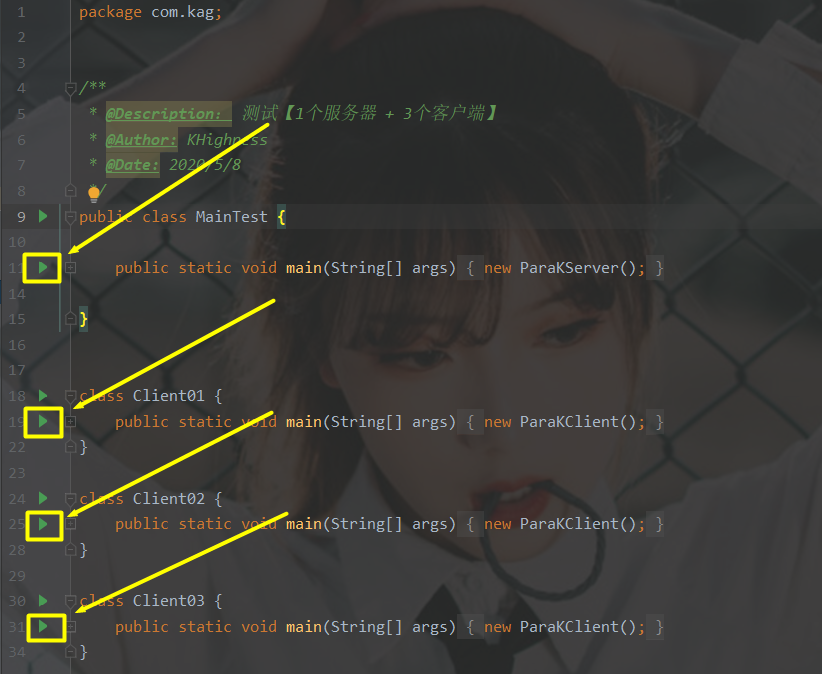 1 package com.kag;
2
3
4 /**
5 * @Description: 测试【1个服务器 + 3个客户端】
6 * @Author: KHighness
7 * @Date: 2020/5/8
8 */
9 public class MainTest {
10
11 public static void main(String[] args) { new ParaKServer(); }
14
15 }
16
17
18 class Client01 {
19 public static void main(String[] args) { new ParaKClient(); }
22 }
23
24 class Client02 {
25 public static void main(String[] args) { new ParaKClient(); }
28 }
29
30 class Client03 {
31 public static void main(String[] args) { new ParaKClient(); }
34 }